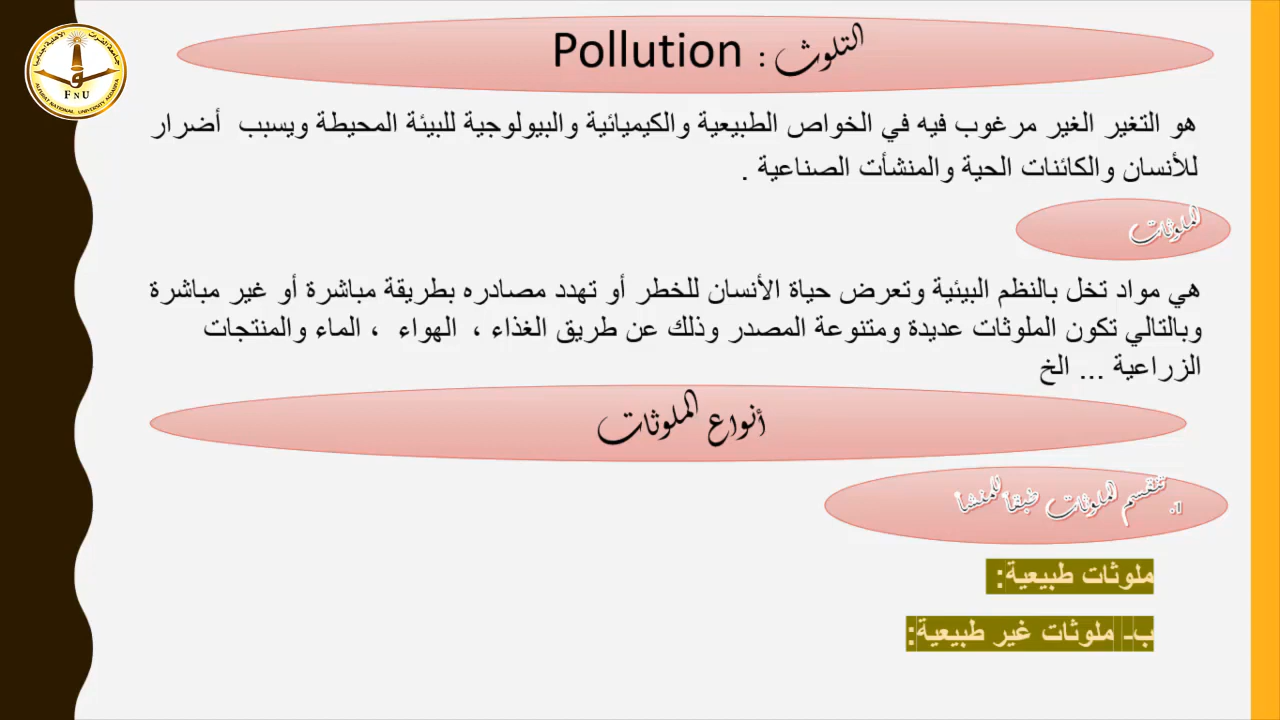 التلوث : Pollution
هو التغير الغير مرغوب فيه في الخواص الطبيعية والكيميائية والبيولوجية للبيئة المحيطة ويسبب أضرار
للأنسان والكائنات الحية والمنشأت الصناعية .
الملوثات
هي مواد تخل بالنظم البيئية وتعرض حياة الأنسان للخطر أو تهدد مصادره بطريقة مباشرة أو غير مباشرة
وبالتالي تكون الملوثات عديدة ومتنوعة المصدر وذلك عن طريق الغذاء ، الهواء ، الماء والمنتجات
الزراعية ... الخ
أنواع الملوثات
١. تنقسم الملوثات طبقاً للمنشأ
ملوثات طبيعية:
ب- ملوثات غير طبيعية:
FNU